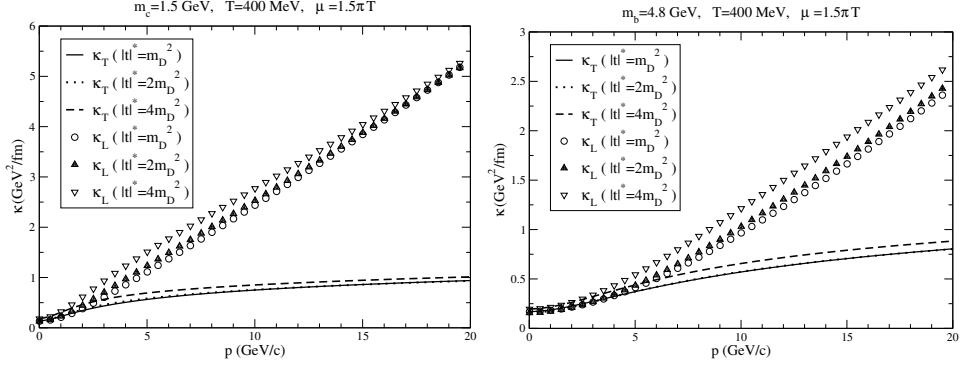 m_c=1.5 GeV, T=400 MeV, μ=1.5πT
κ(GeV²/fm)
6
5
4
3
2
1
0
κ_T (|t|^*=m_D²)
κ_T (|t|^*=2m_D²)
κ_T (|t|^*=4m_D²)
κ_L (|t|^*=m_D²)
κ_L (|t|^*=2m_D²)
κ_L (|t|^*=4m_D²)
0 5 10 15 20
p (GeV/c)
m_b=4.8 GeV, T=400 MeV, μ=1.5πT
κ(GeV²/fm)
3
2.5
2
1.5
1
0.5
0
κ_T (|t|^*=m_D²)
κ_T (|t|^*=2m_D²)
κ_T (|t|^*=4m_D²)
κ_L (|t|^*=m_D²)
κ_L (|t|^*=2m_D²)
κ_L (|t|^*=4m_D²)
0 5 10 15 20
p (GeV/c)